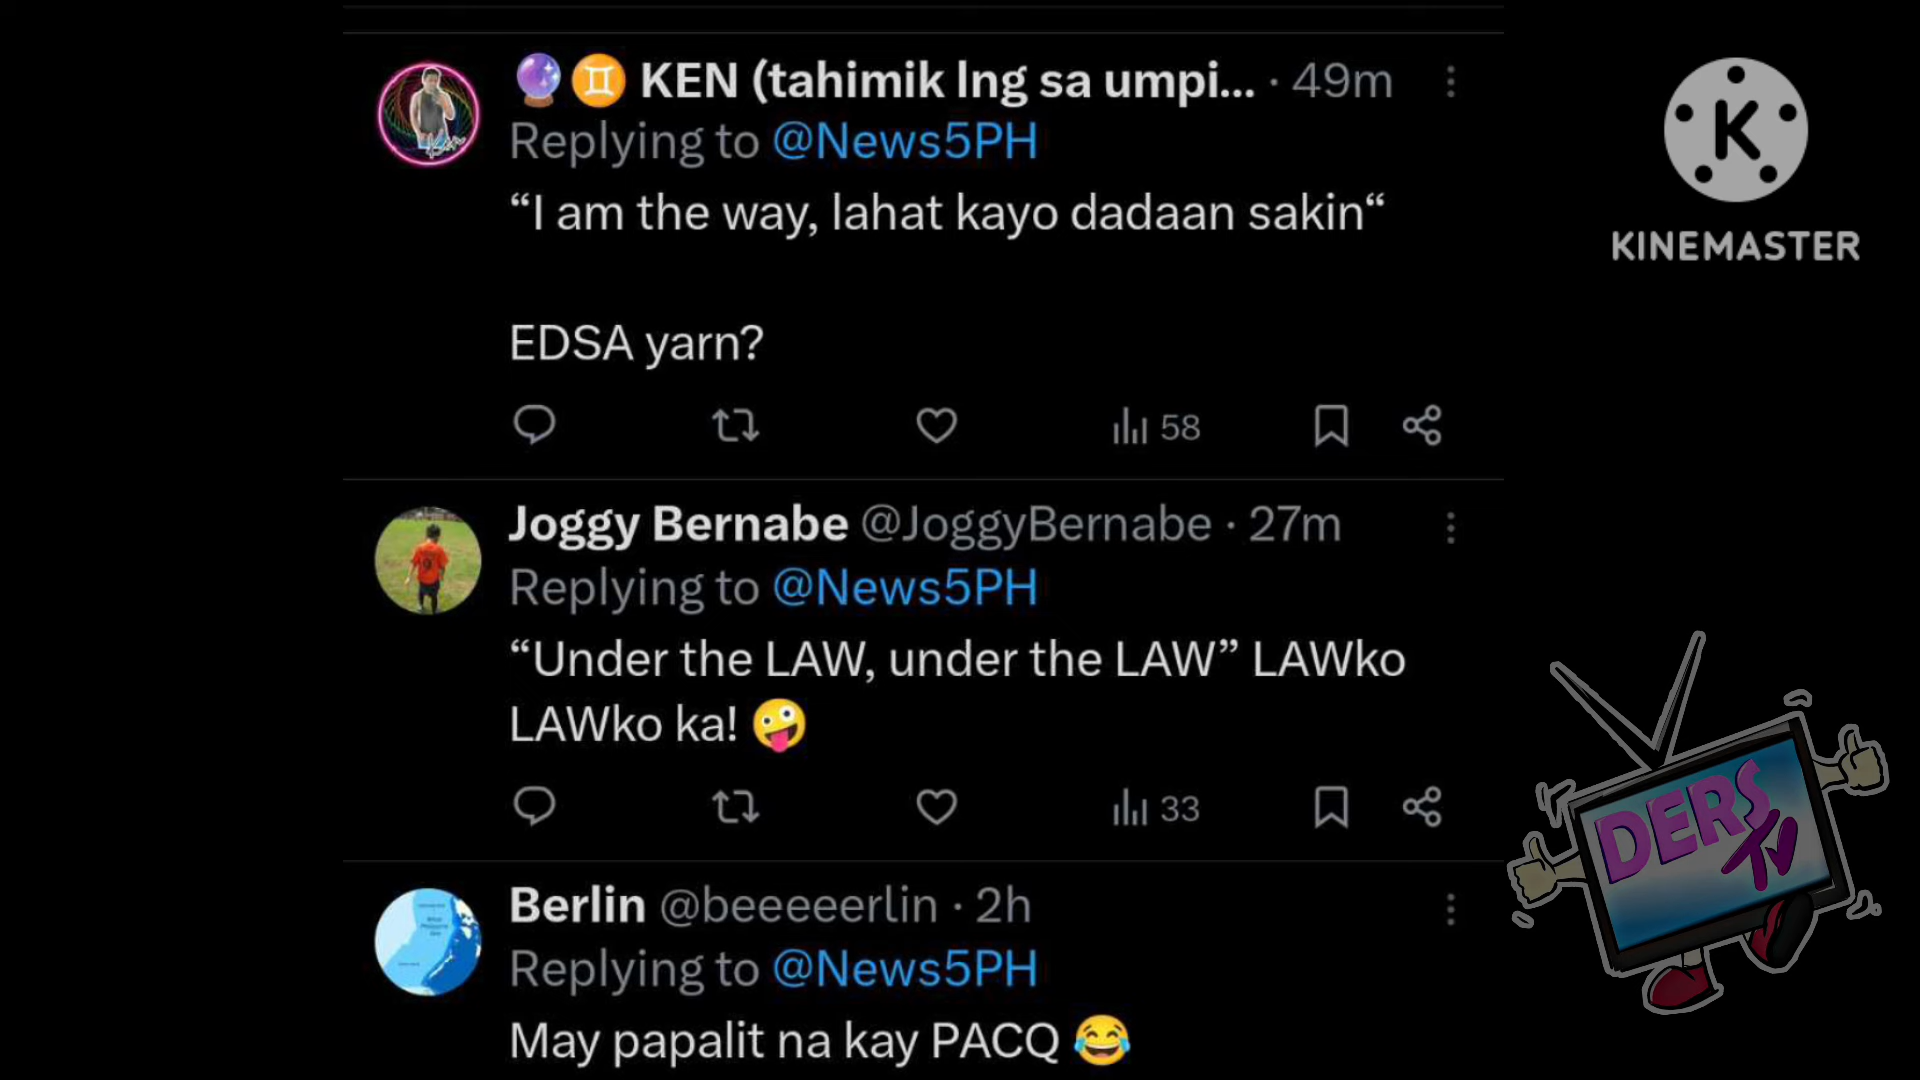 KEN (tahimik lng sa umpi... · 49m
Replying to @News5PH
“I am the way, lahat kayo dadaan sakin“
EDSA yarn?
58
Joggy Bernabe @JoggyBernabe · 27m
Replying to @News5PH
“Under the LAW, under the LAW” LAWko
LAWko ka! 🤪
33
Berlin @beeeeerlin · 2h
Replying to @News5PH
May papalit na kay PACQ 😂
K
KINEMASTER
DERS
TV